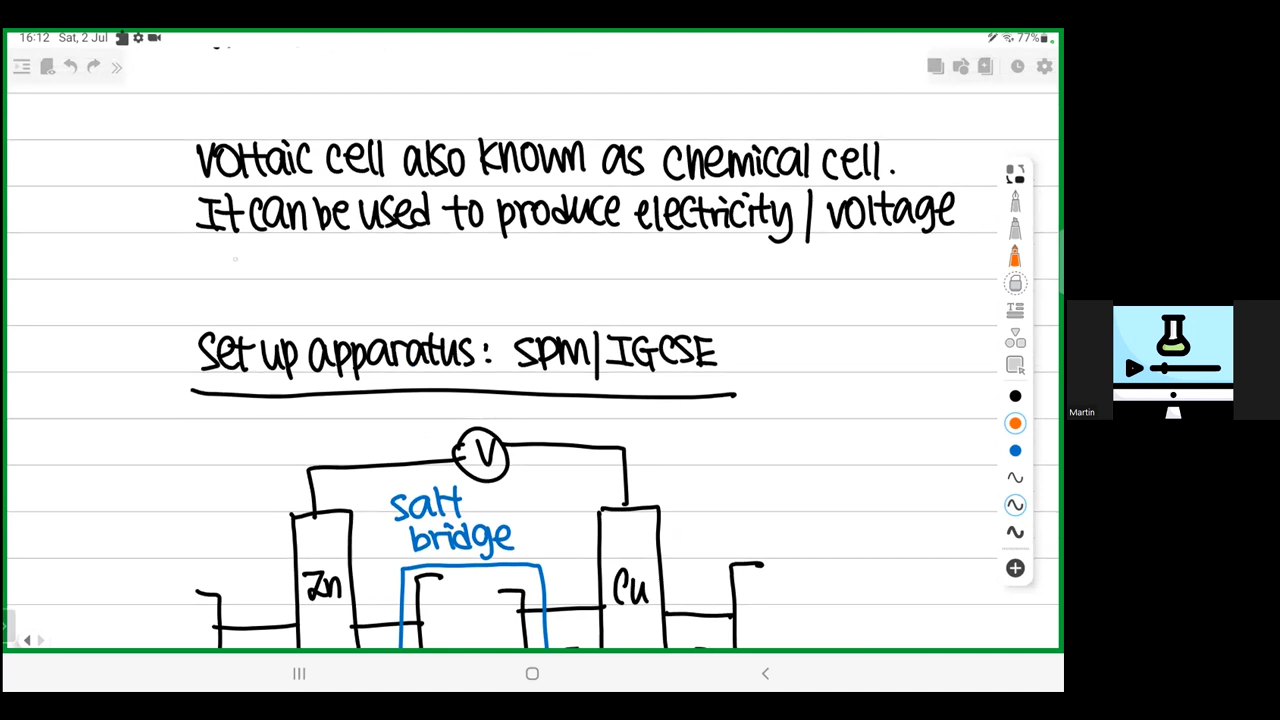 16:12 Sat, 2 Jul
77%
Voltaic cell also known as chemical cell.
It can be used to produce electricity / voltage
Set up apparatus: SPM/IGCSE
V
salt
bridge
Zn
Cu
Martin